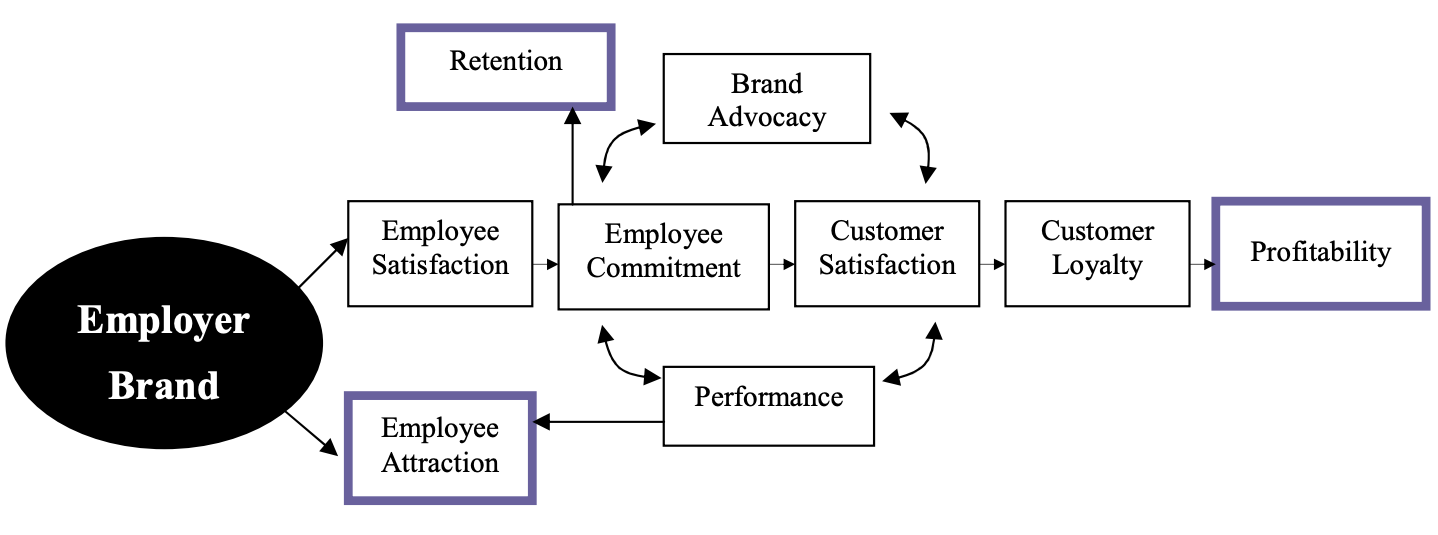 Retention
Brand
Advocacy
Employee
Satisfaction
Employee
Commitment
Customer
Satisfaction
Customer
Loyalty
Profitability
Employer
Brand
Employee
Attraction
Performance